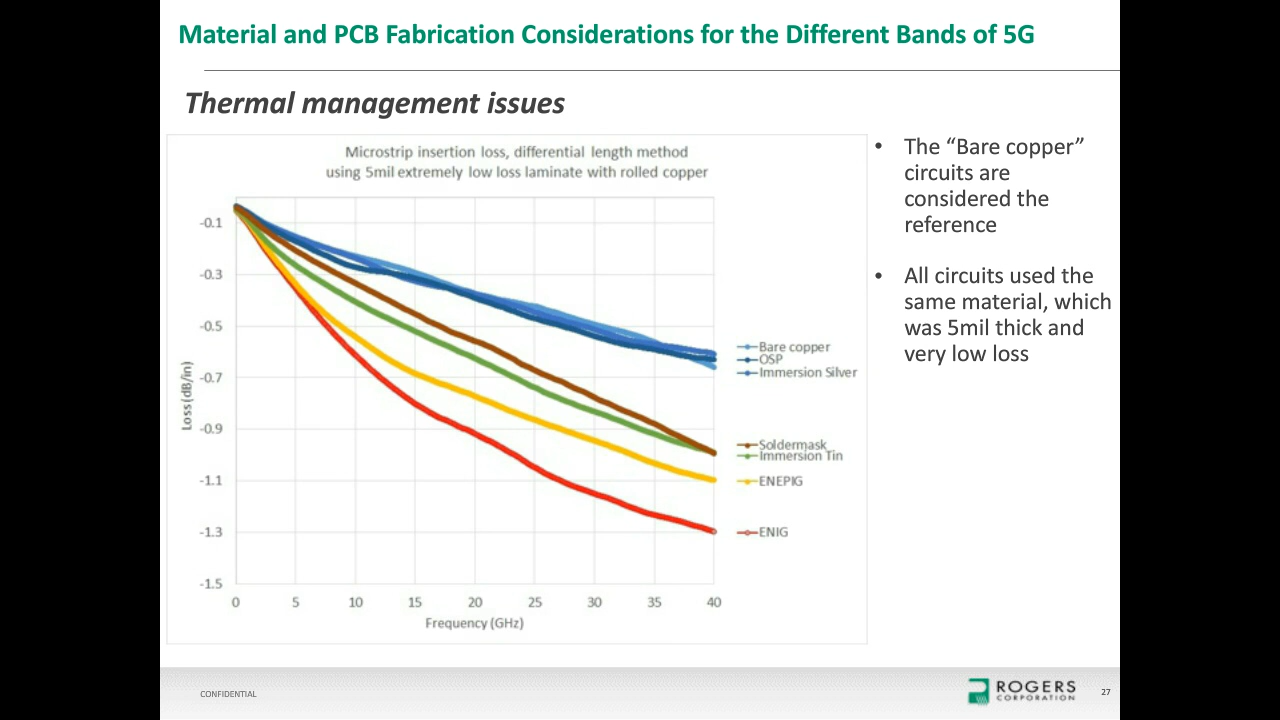 Material and PCB Fabrication Considerations for the Different Bands of 5G
Thermal management issues
Microstrip insertion loss, differential length method
using 5mil extremely low loss laminate with rolled copper
-0.1
-0.3
-0.5
-0.7
-0.9
-1.1
-1.3
-1.5
Loss (dB/in)
0 5 10 15 20 25 30 35 40
Frequency (GHz)
Bare copper
OSP
Immersion Silver
Soldermask
Immersion Tin
ENEPIG
ENIG
• The “Bare copper”
circuits are
considered the
reference
• All circuits used the
same material, which
was 5mil thick and
very low loss
CONFIDENTIAL
ROGERS
CORPORATION
27